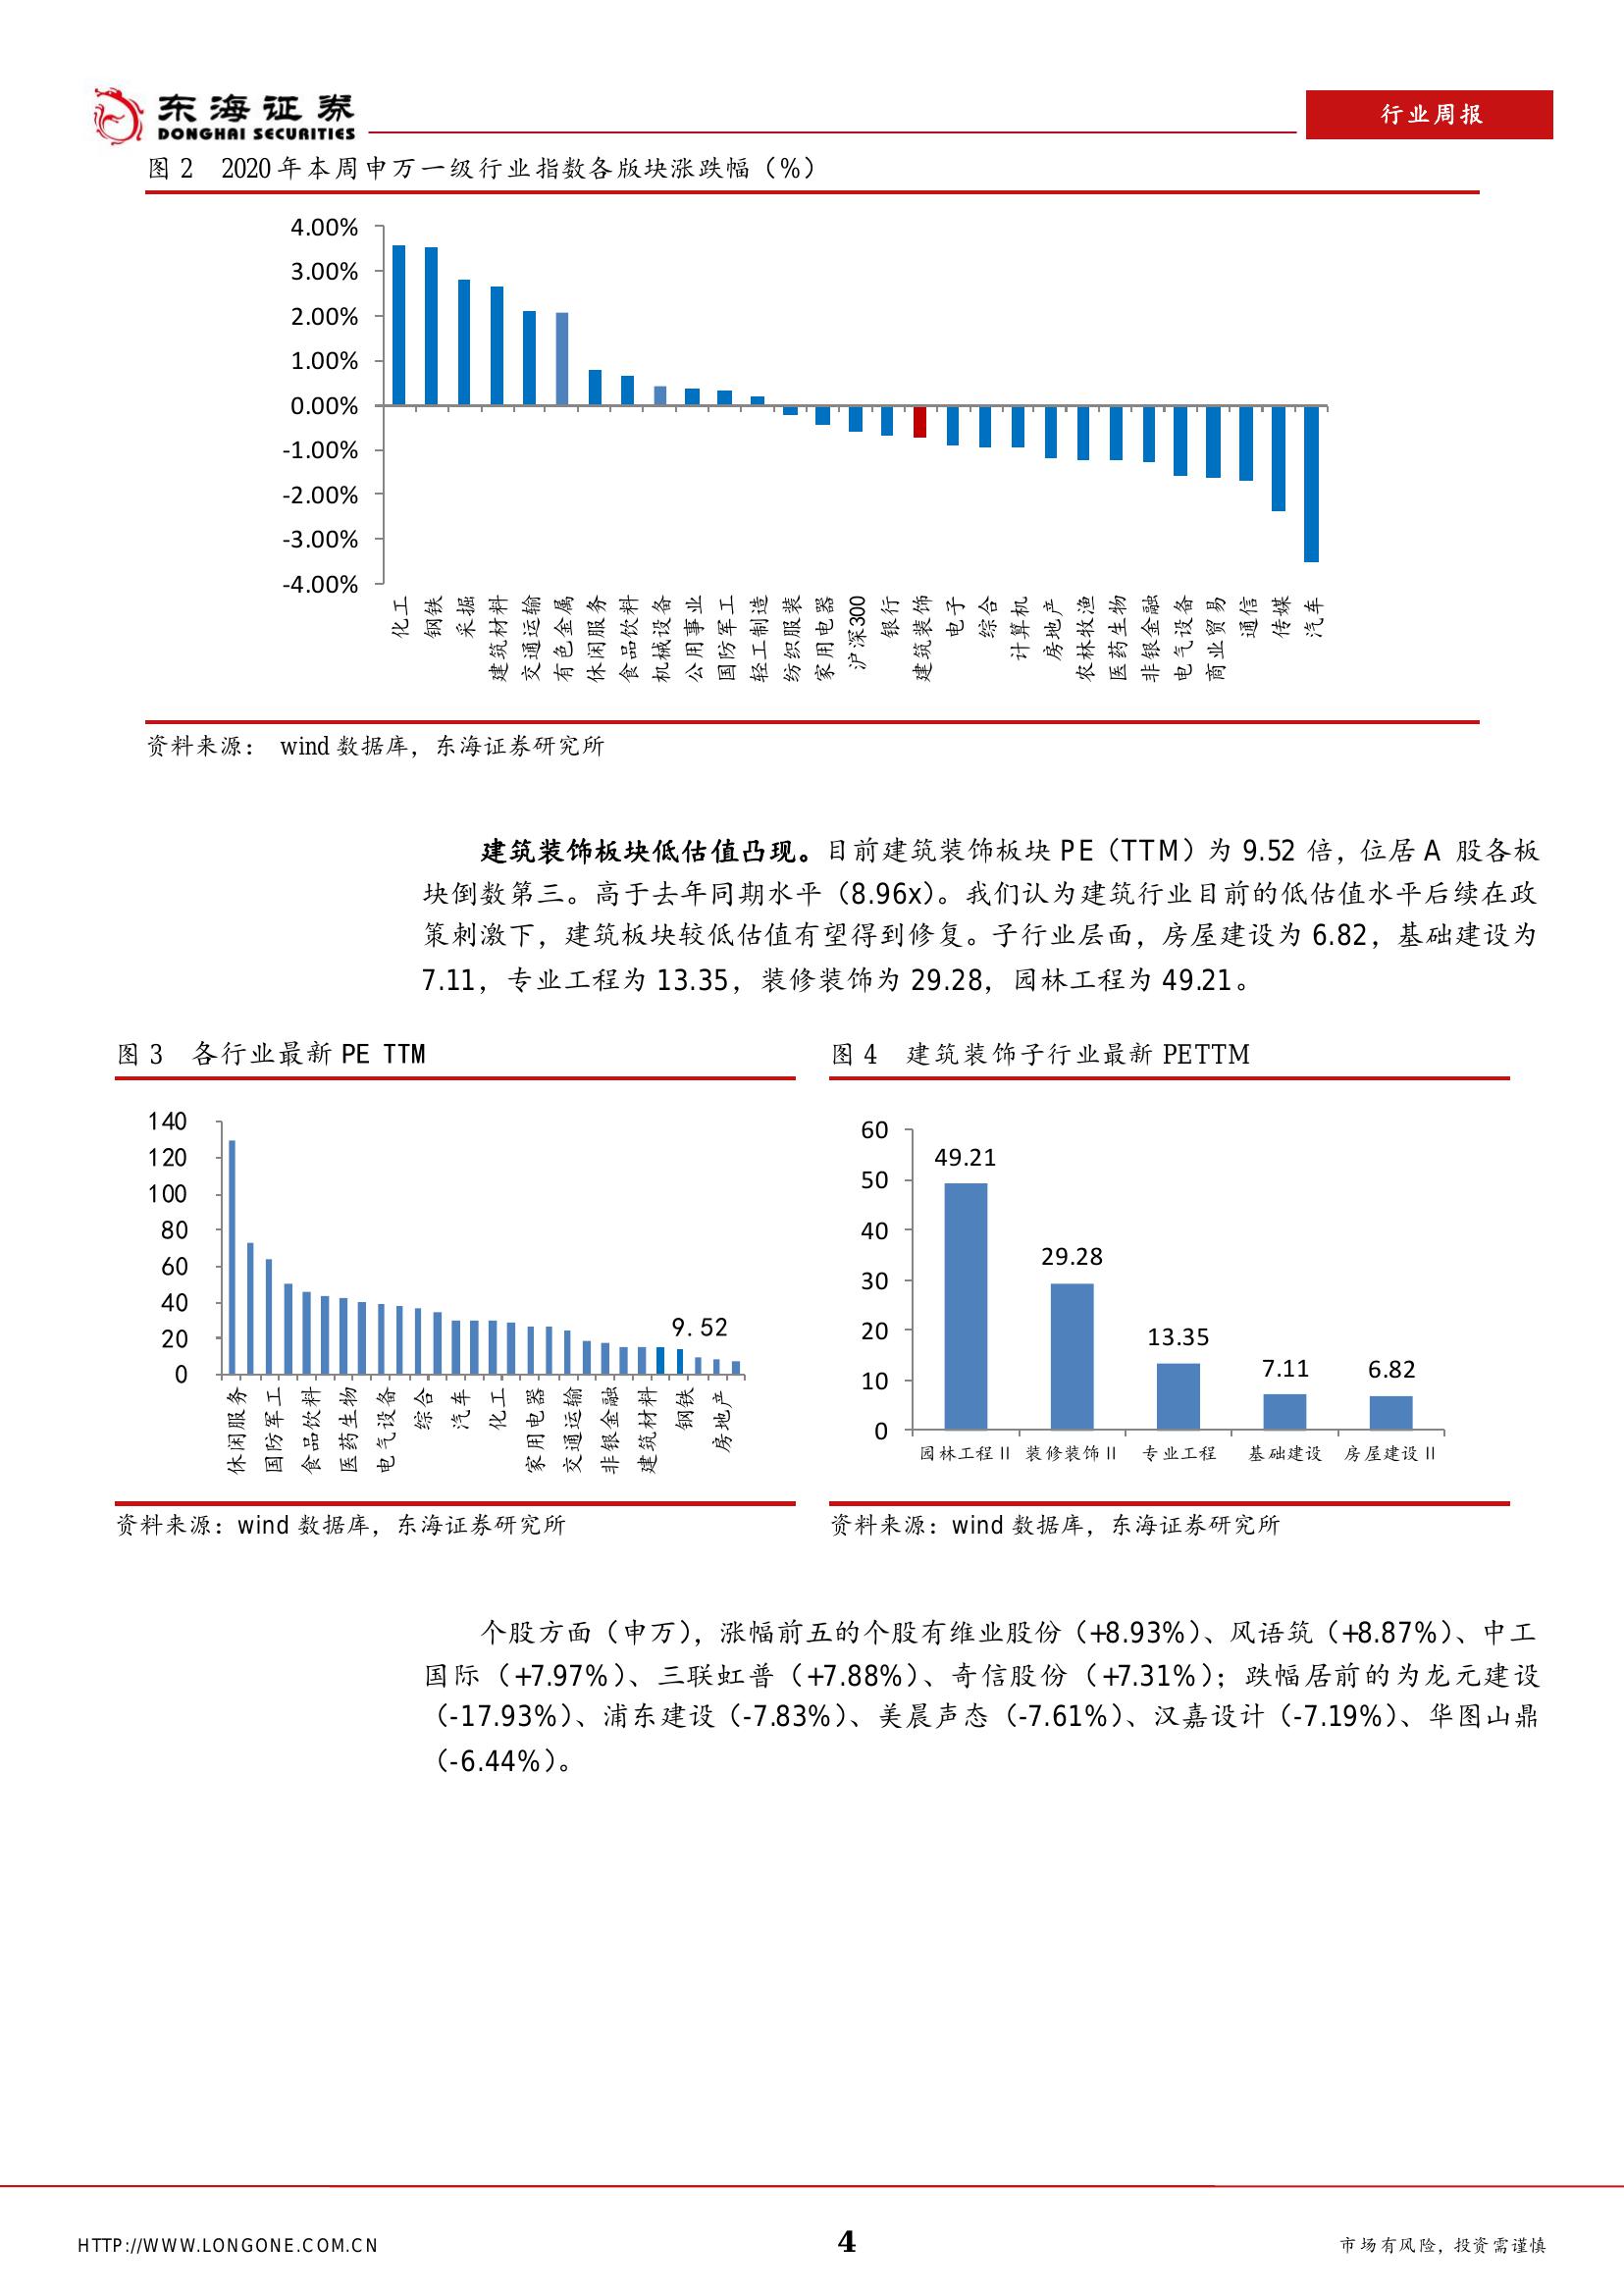 东海证券
DONGHAI SECURITIES
行业周报
图 2 2020 年本周申万一级行业指数各版块涨跌幅（%）
4.00%
3.00%
2.00%
1.00%
0.00%
-1.00%
-2.00%
-3.00%
-4.00%
化工
钢铁
采掘
建筑材料
交通运输
有色金属
休闲服务
食品饮料
机械设备
公用事业
国防军工
轻工制造
纺织服装
家用电器
沪深300
银行
建筑装饰
电子
综合
计算机
房地产
农林牧渔
医药生物
非银金融
电气设备
商业贸易
通信
传媒
汽车
资料来源： wind 数据库，东海证券研究所
建筑装饰板块低估值凸现。目前建筑装饰板块 PE（TTM）为 9.52 倍，位居 A 股各板
块倒数第三。高于去年同期水平（8.96x）。我们认为建筑行业目前的低估值水平后续在政
策刺激下，建筑板块较低估值有望得到修复。子行业层面，房屋建设为 6.82，基础建设为
7.11，专业工程为 13.35，装修装饰为 29.28，园林工程为 49.21。
图 3 各行业最新 PE TTM
140
120
100
80
60
40
20
0
9.52
休闲服务
国防军工
食品饮料
医药生物
电气设备
综合
汽车
化工
家用电器
交通运输
非银金融
建筑材料
钢铁
房地产
资料来源：wind 数据库，东海证券研究所
图 4 建筑装饰子行业最新 PETTM
60
50
40
30
20
10
0
49.21
29.28
13.35
7.11
6.82
园林工程Ⅱ
装修装饰Ⅱ
专业工程
基础建设
房屋建设Ⅱ
资料来源：wind 数据库，东海证券研究所
个股方面（申万），涨幅前五的个股有维业股份（+8.93%）、风语筑（+8.87%）、中工
国际（+7.97%）、三联虹普（+7.88%）、奇信股份（+7.31%）；跌幅居前的为龙元建设
（-17.93%）、浦东建设（-7.83%）、美晨声态（-7.61%）、汉嘉设计（-7.19%）、华图山鼎
（-6.44%）。
HTTP://WWW.LONGONE.COM.CN
4
市场有风险，投资需谨慎